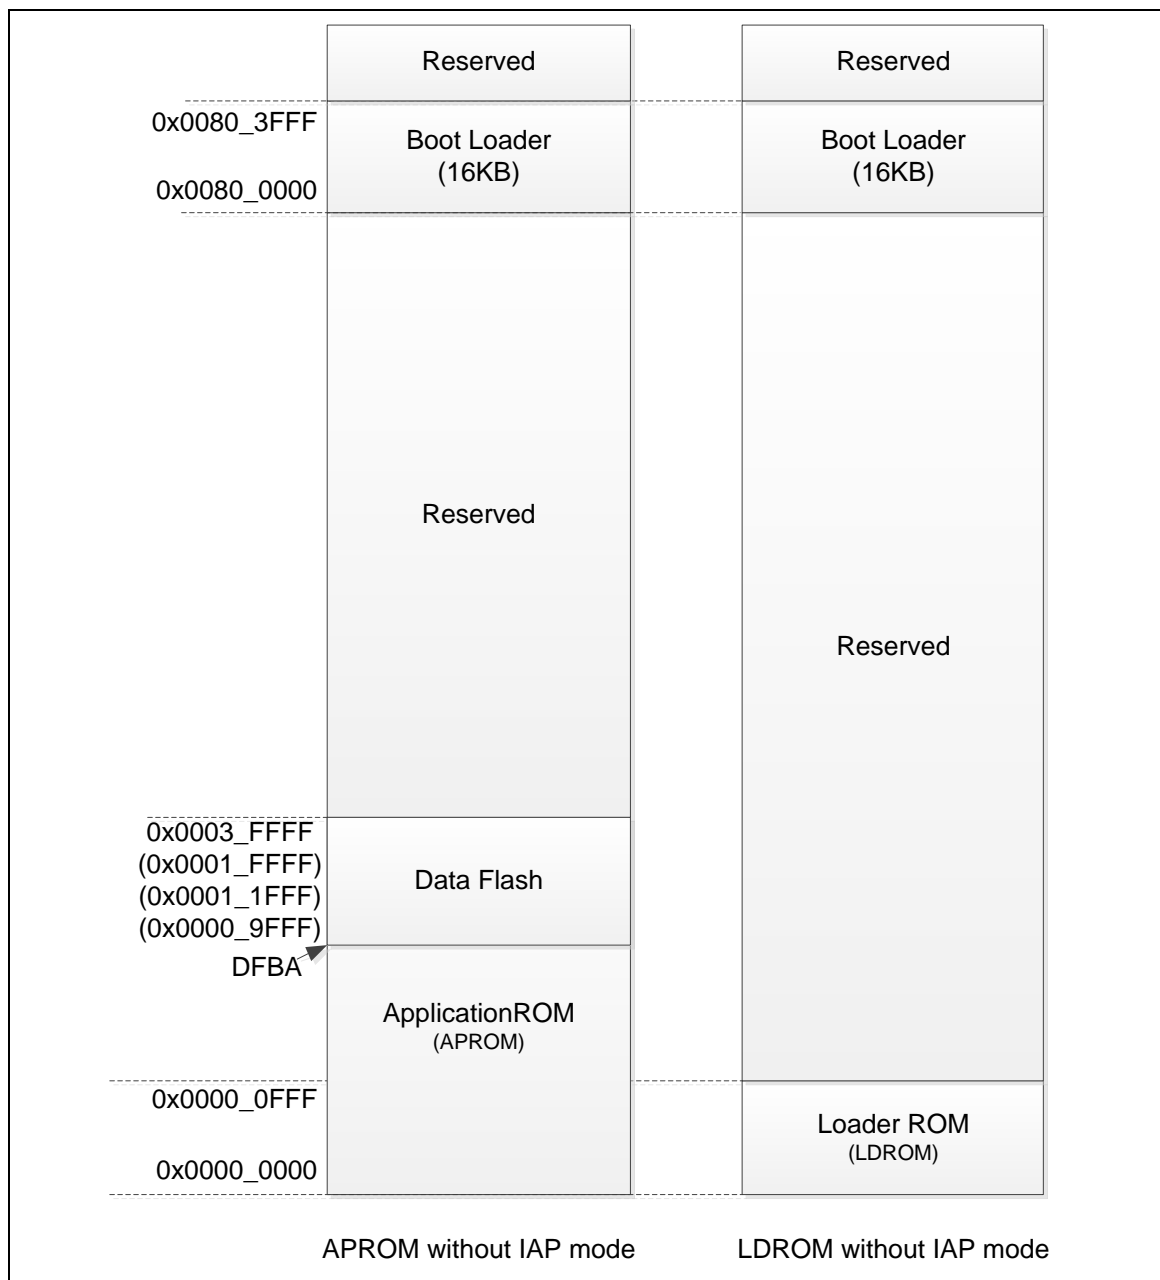 Reserved
Reserved
0x0080_3FFF
Boot Loader
(16KB)
Boot Loader
(16KB)
0x0080_0000
Reserved
Reserved
0x0003_FFFF
(0x0001_FFFF)
(0x0001_1FFF)
(0x0000_9FFF)
Data Flash
DFBA
ApplicationROM
(APROM)
0x0000_0FFF
Loader ROM
(LDROM)
0x0000_0000
APROM without IAP mode
LDROM without IAP mode